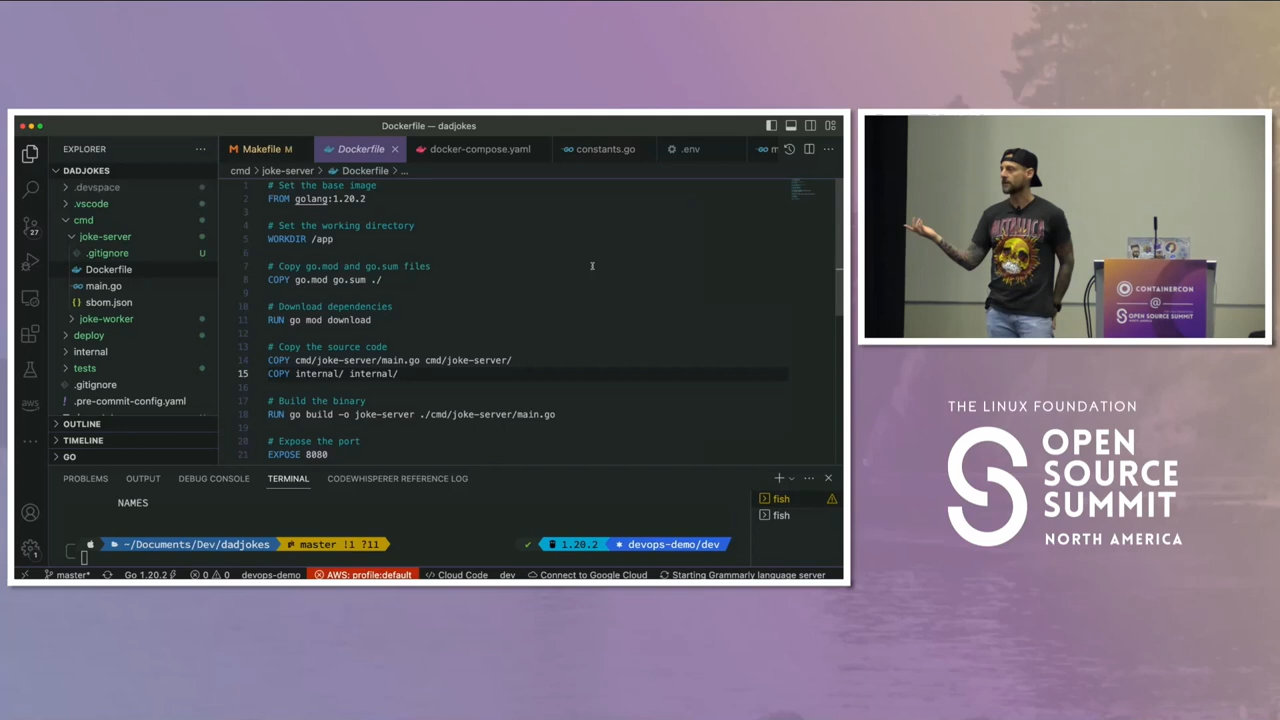 Dockerfile — dadjokes
EXPLORER
Makefile M
Dockerfile
docker-compose.yaml
constants.go
.env
DADJOKES
cmd > joke-server > Dockerfile > ...
.devspace
.vscode
cmd
joke-server
.gitignore U
Dockerfile
main.go
sbom.json
joke-worker
deploy
internal
tests
.gitignore
.pre-commit-config.yaml
OUTLINE
TIMELINE
GO
27
aws
1
1 # Set the base image
2 FROM golang:1.20.2
3
4 # Set the working directory
5 WORKDIR /app
6
7 # Copy go.mod and go.sum files
8 COPY go.mod go.sum ./
9
10 # Download dependencies
11 RUN go mod download
12
13 # Copy the source code
14 COPY cmd/joke-server/main.go cmd/joke-server/
15 COPY internal/ internal/
16
17 # Build the binary
18 RUN go build -o joke-server ./cmd/joke-server/main.go
19
20 # Expose the port
21 EXPOSE 8080
PROBLEMS OUTPUT DEBUG CONSOLE TERMINAL CODEWHISPERER REFERENCE LOG
NAMES
fish
fish
~/Documents/Dev/dadjokes master !1 ?11
✓ 1.20.2 devops-demo/dev
master* Go 1.20.2 0 0 devops-demo AWS: profile:default Cloud Code dev Connect to Google Cloud Starting Grammarly language server
METALLICA
CONTAINERCON
@
OPEN SOURCE SUMMIT
NORTH AMERICA
THE LINUX FOUNDATION
OPEN
SOURCE
SUMMIT
NORTH AMERICA